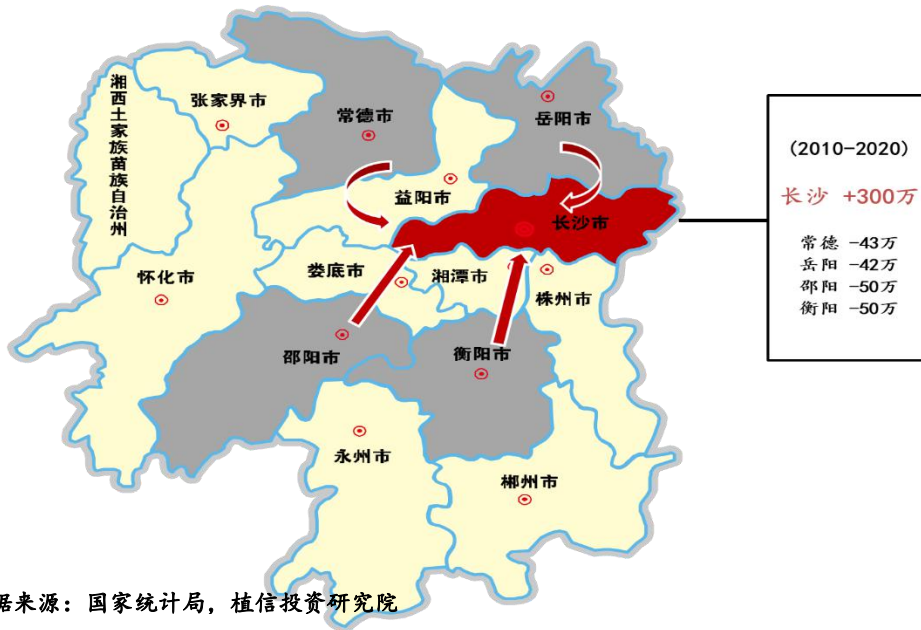 湘西土家族苗族自治州
张家界市
常德市
岳阳市
益阳市
长沙市
怀化市
娄底市
湘潭市
株州市
邵阳市
衡阳市
永州市
郴州市
(2010-2020)
长沙 +300万
常德 -43万
岳阳 -42万
邵阳 -50万
衡阳 -50万
据来源：国家统计局，植信投资研究院